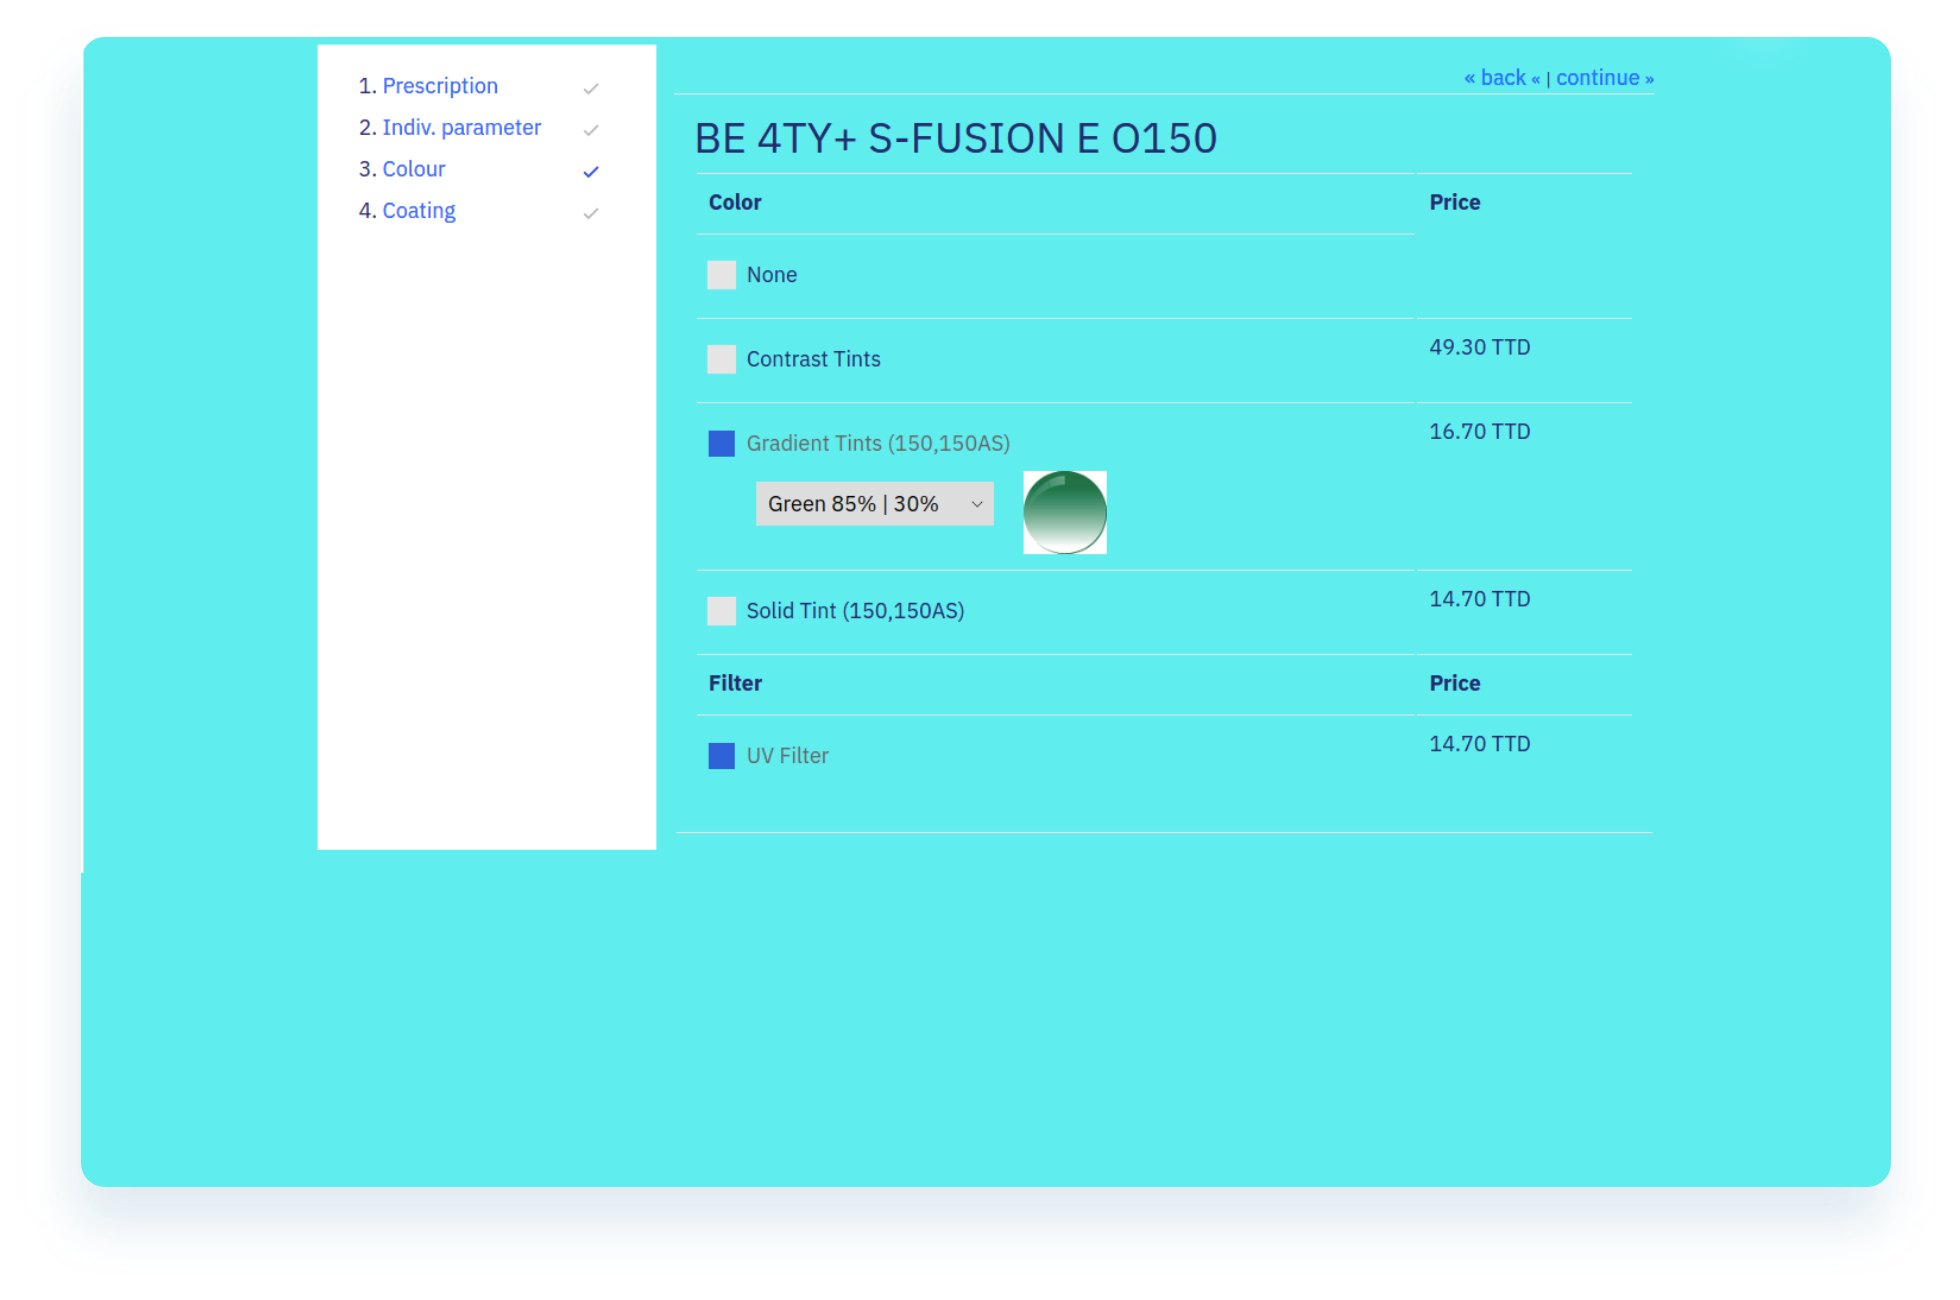 1. Prescription
2. Indiv. parameter
3. Colour
4. Coating
« back « | continue »
BE 4TY+ S-FUSION E O150
Color Price
None
Contrast Tints 49.30 TTD
Gradient Tints (150,150AS) 16.70 TTD
Green 85% | 30%
Solid Tint (150,150AS) 14.70 TTD
Filter Price
UV Filter 14.70 TTD